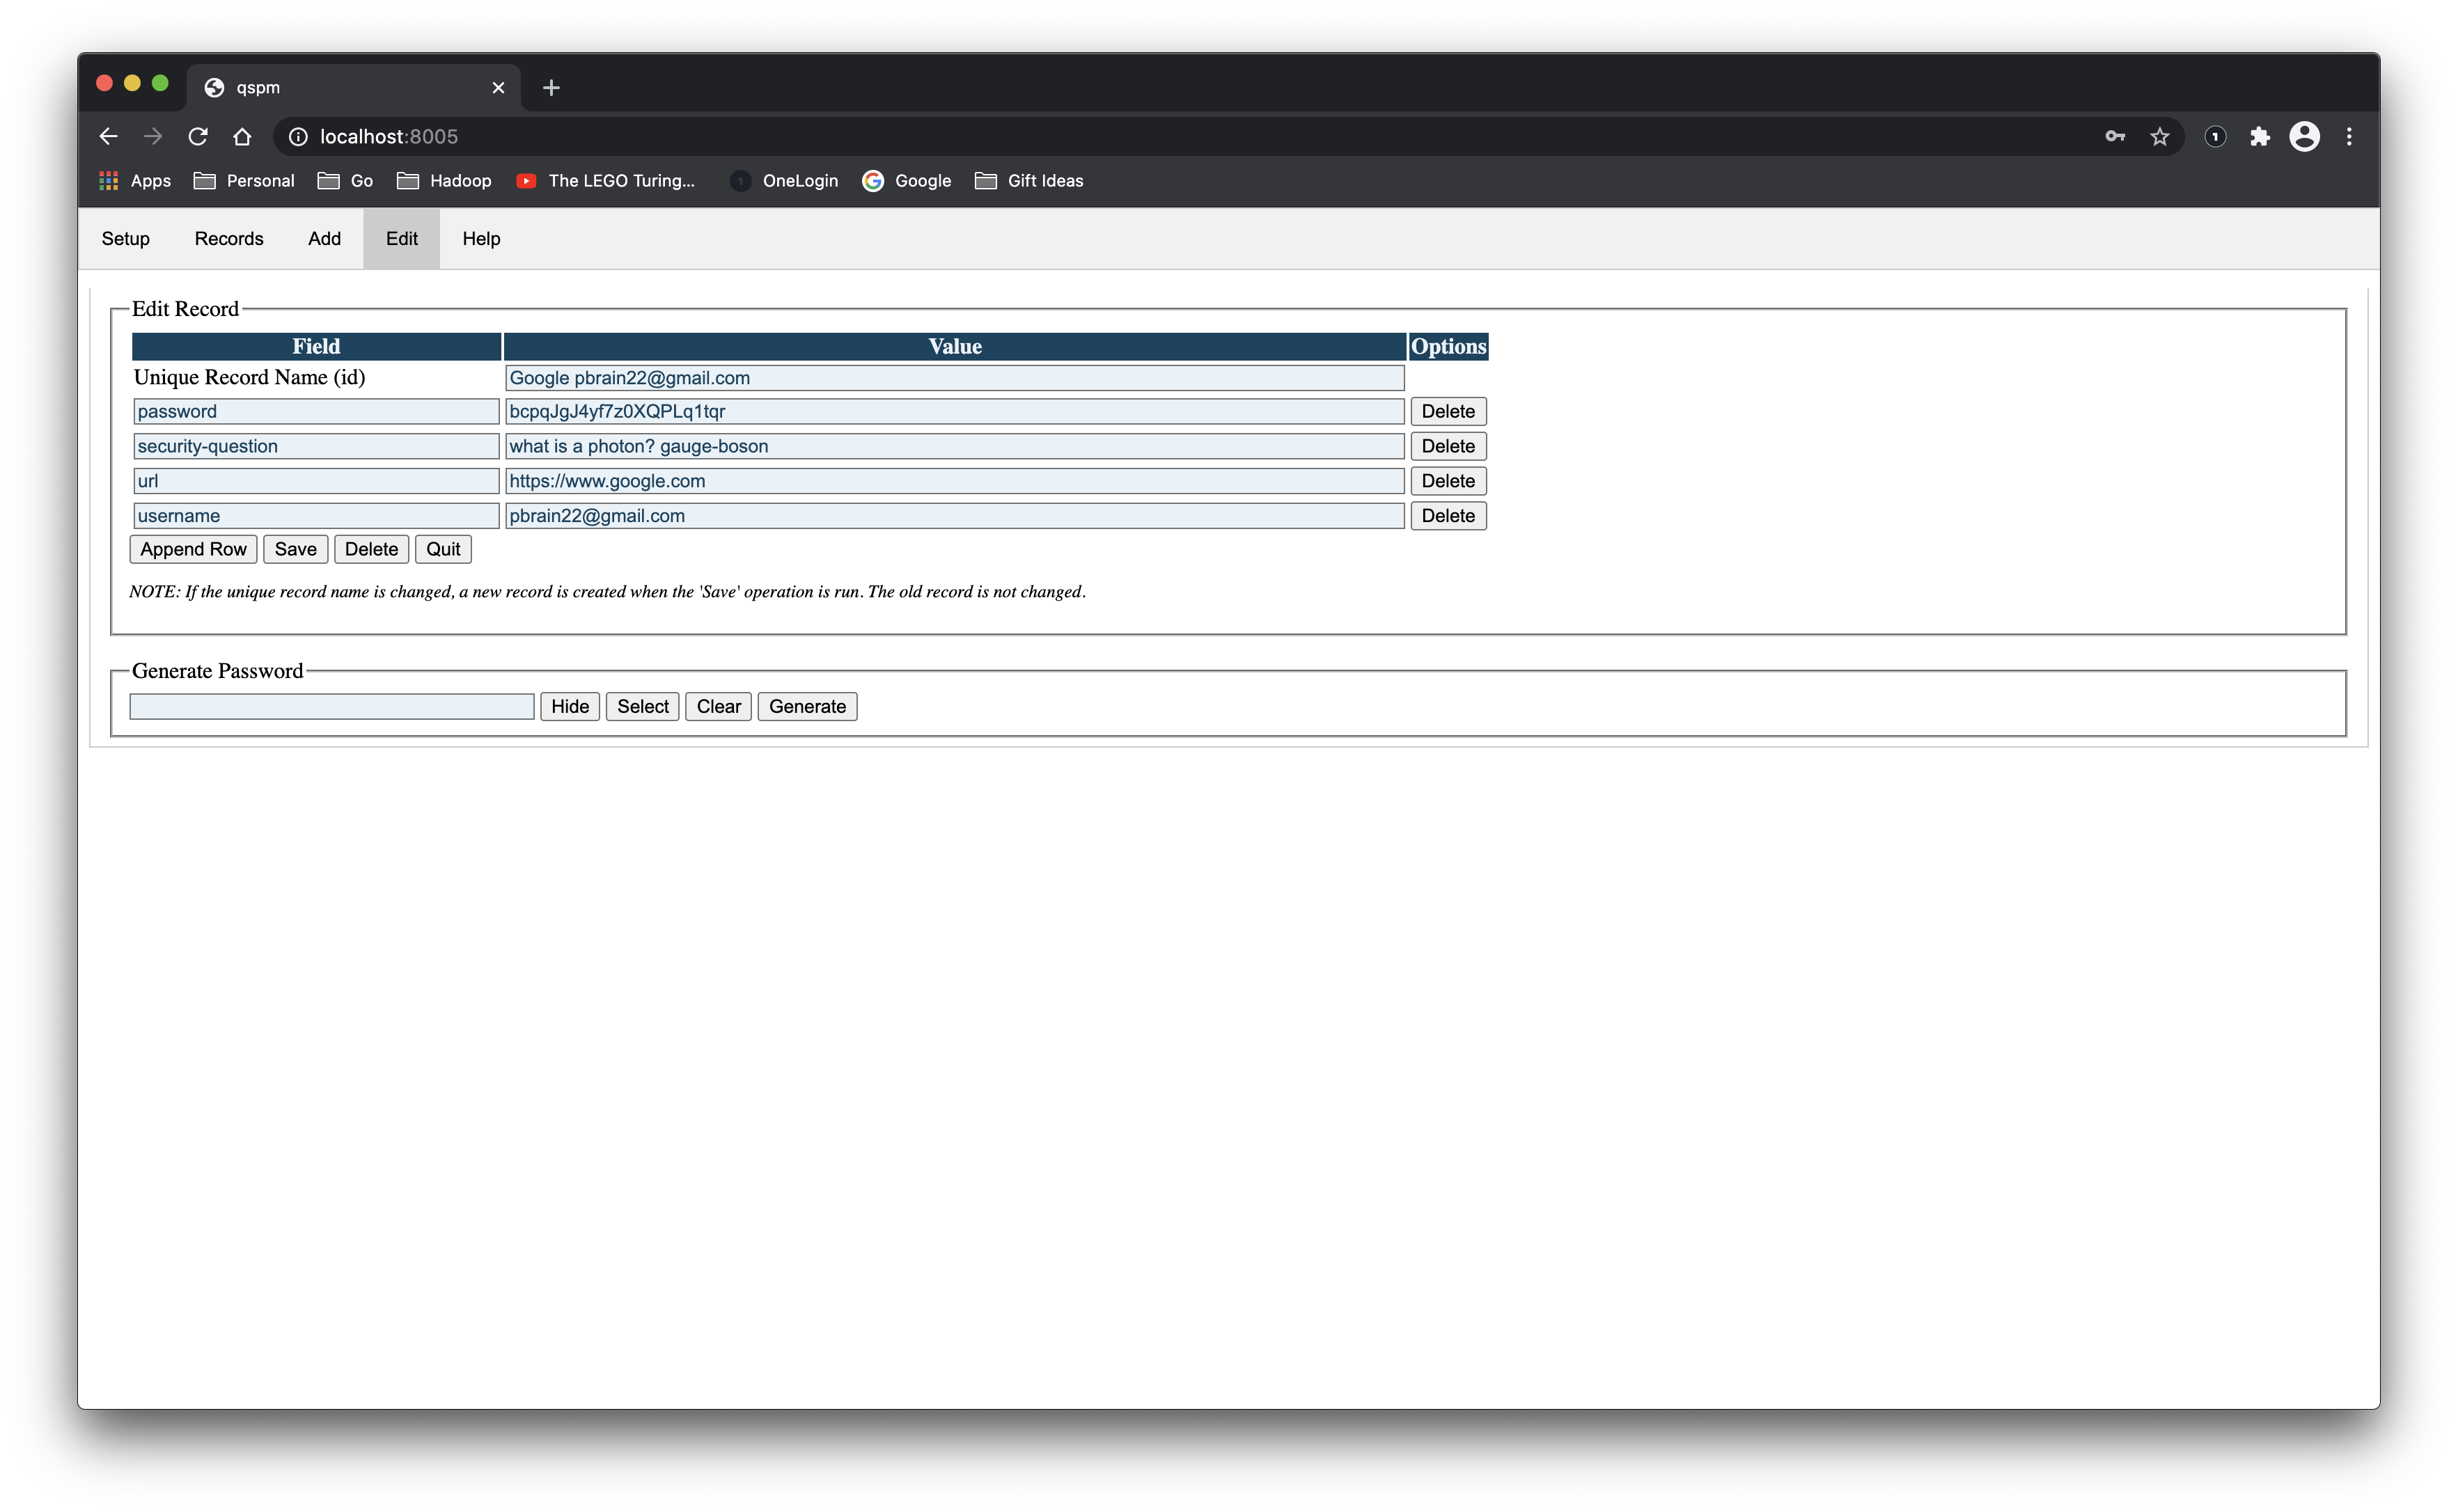 qspm
localhost:8005
Apps Personal Go Hadoop The LEGO Turing... OneLogin Google Gift Ideas
Setup Records Add Edit Help
Edit Record
Field Value Options
Unique Record Name (id) Google pbrain22@gmail.com
password bcpqJgJ4yf7z0XQPLq1tqr Delete
security-question what is a photon? gauge-boson Delete
url https://www.google.com Delete
username pbrain22@gmail.com Delete
Append Row Save Delete Quit
NOTE: If the unique record name is changed, a new record is created when the 'Save' operation is run. The old record is not changed.
Generate Password
Hide Select Clear Generate